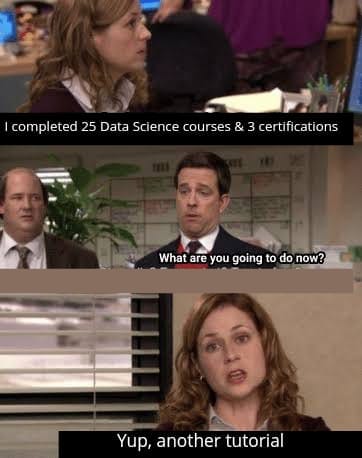 I completed 25 Data Science courses & 3 certifications
What are you going to do now?
Yup, another tutorial